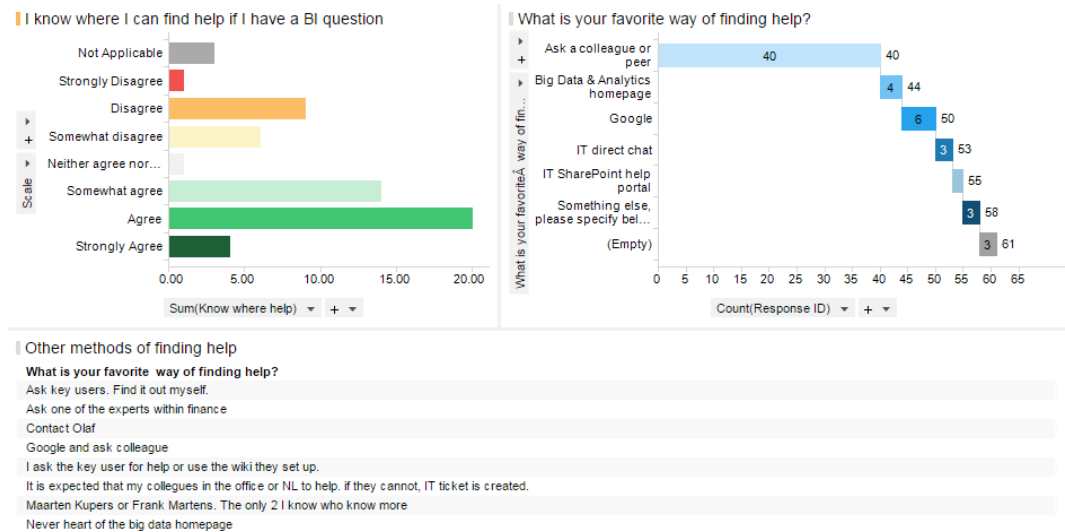 I know where I can find help if I have a BI question
Not Applicable
Strongly Disagree
Disagree
Somewhat disagree
Neither agree nor...
Somewhat agree
Agree
Strongly Agree
+
Scale
0.00
5.00
10.00
15.00
20.00
Sum(Know where help)
+
What is your favorite way of finding help?
+
What is your favoriteÂ way of fin...
Ask a colleague or
peer
40
40
Big Data & Analytics
homepage
4
44
Google
6
50
IT direct chat
3
53
IT SharePoint help
portal
55
Something else,
please specify bel...
3
58
(Empty)
3
61
0 5 10 15 20 25 30 35 40 45 50 55 60 65
Count(Response ID)
+
Other methods of finding help
What is your favorite way of finding help?
Ask key users. Find it out myself.
Ask one of the experts within finance
Contact Olaf
Google and ask colleague
I ask the key user for help or use the wiki they set up.
It is expected that my collegues in the office or NL to help. if they cannot, IT ticket is created.
Maarten Kupers or Frank Martens. The only 2 I know who know more
Never heart of the big data homepage